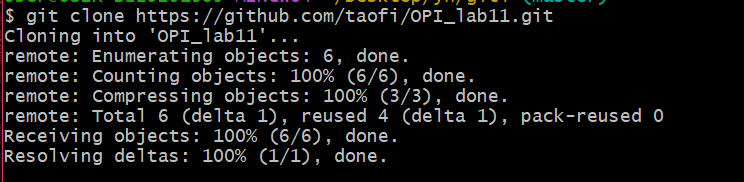 $ git clone https://github.com/taofi/OPI_lab11.git
Cloning into 'OPI_lab11'...
remote: Enumerating objects: 6, done.
remote: Counting objects: 100% (6/6), done.
remote: Compressing objects: 100% (3/3), done.
remote: Total 6 (delta 1), reused 4 (delta 1), pack-reused 0
Receiving objects: 100% (6/6), done.
Resolving deltas: 100% (1/1), done.